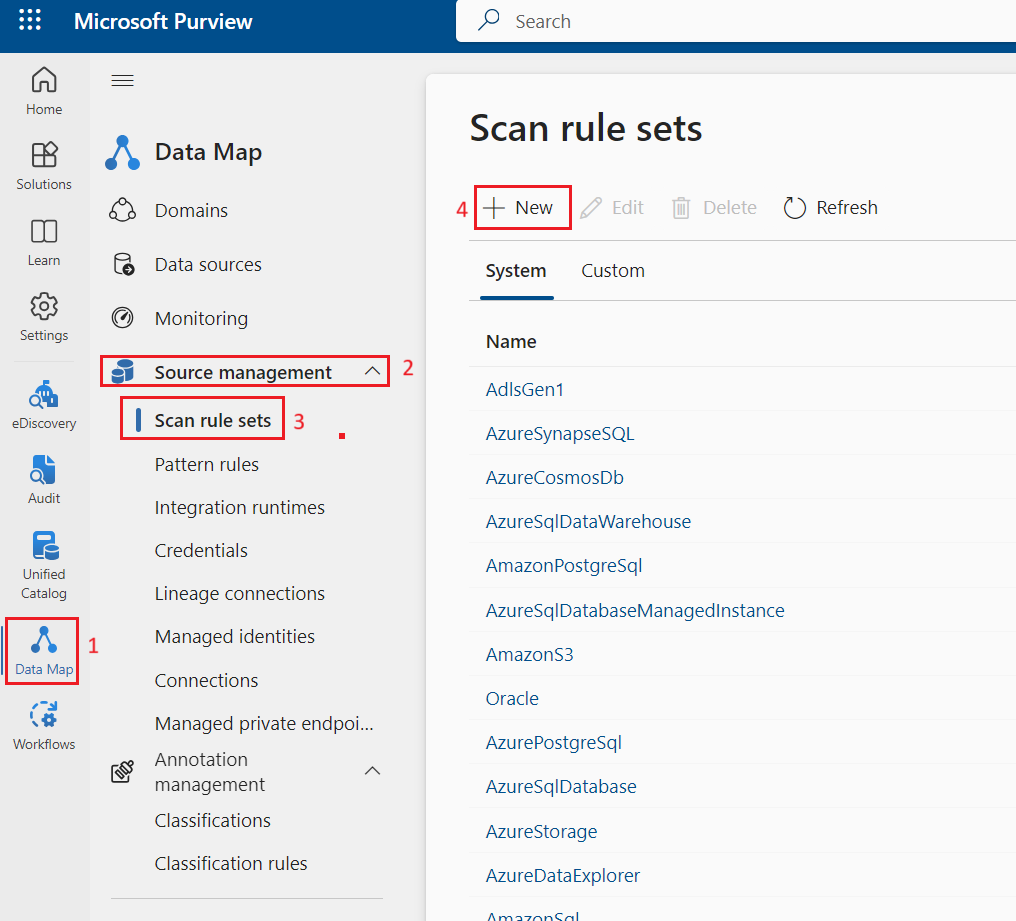 Microsoft Purview
Search
Home
Solutions
Learn
Settings
eDiscovery
Audit
Unified
Catalog
Data Map
1
Workflows
Data Map
Domains
Data sources
Monitoring
Source management
2
Scan rule sets
3
Pattern rules
Integration runtimes
Credentials
Lineage connections
Managed identities
Connections
Managed private endpoi...
Annotation
management
Classifications
Classification rules
Scan rule sets
4
New
Edit
Delete
Refresh
System
Custom
Name
AdlsGen1
AzureSynapseSQL
AzureCosmosDb
AzureSqlDataWarehouse
AmazonPostgreSql
AzureSqlDatabaseManagedInstance
AmazonS3
Oracle
AzurePostgreSql
AzureSqlDatabase
AzureStorage
AzureDataExplorer
AmazonSql